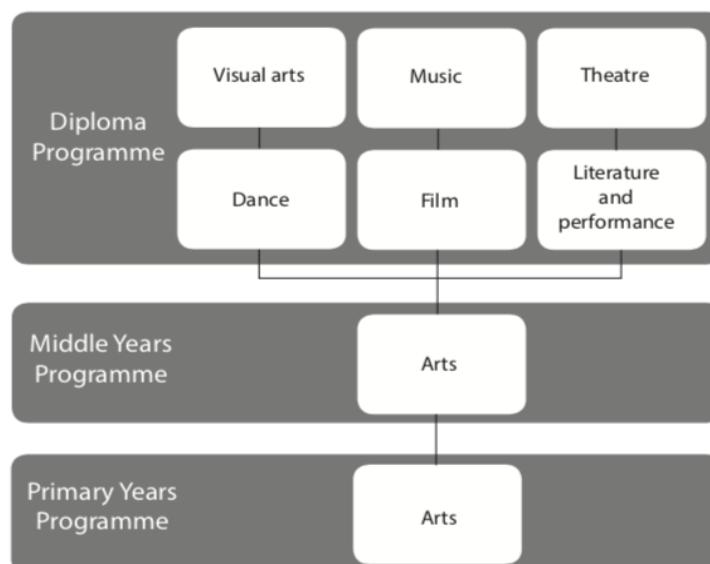 Diploma
Programme
Visual arts
Music
Theatre
Dance
Film
Literature
and
performance
Middle Years
Programme
Arts
Primary Years
Programme
Arts